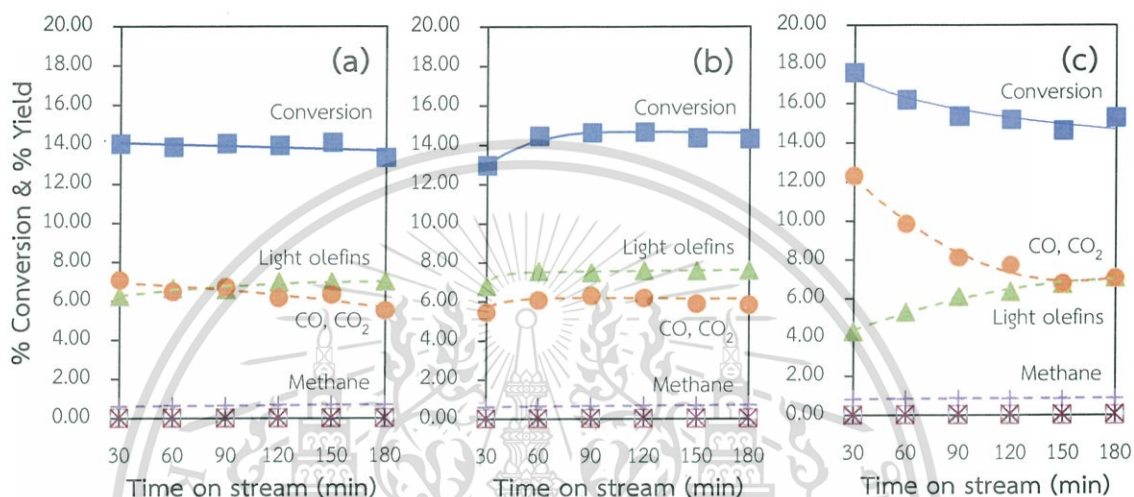 % Conversion & % Yield
20.00
18.00
16.00
14.00
12.00
10.00
8.00
6.00
4.00
2.00
0.00
(a)
Conversion
Light olefins
CO, CO₂
Methane
30 60 90 120 150 180
Time on stream (min)
20.00
18.00
16.00
14.00
12.00
10.00
8.00
6.00
4.00
2.00
0.00
(b)
Conversion
Light olefins
CO, CO₂
Methane
30 60 90 120 150 180
Time on stream (min)
20.00
18.00
16.00
14.00
12.00
10.00
8.00
6.00
4.00
2.00
0.00
(c)
Conversion
CO, CO₂
Light olefins
Methane
30 60 90 120 150 180
Time on stream (min)